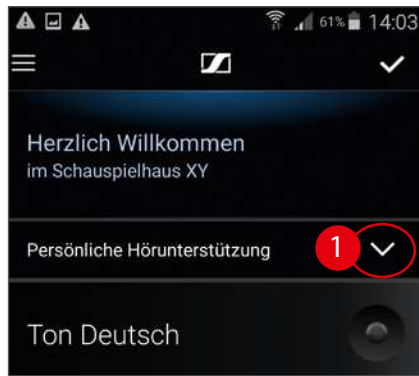 61% 14:03
Herzlich Willkommen
im Schauspielhaus XY
Persönliche Hörunterstützung 1
Ton Deutsch